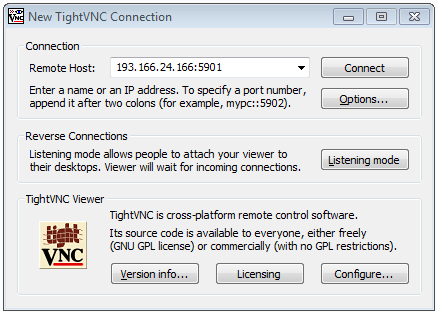 New TightVNC Connection
Connection
Remote Host:
193.166.24.166:5901
Connect
Enter a name or an IP address. To specify a port number,
append it after two colons (for example, mypc::5902).
Options...
Reverse Connections
Listening mode allows people to attach your viewer to
their desktops. Viewer will wait for incoming connections.
Listening mode
TightVNC Viewer
tight
VNC
TightVNC is cross-platform remote control software.
Its source code is available to everyone, either freely
(GNU GPL license) or commercially (with no GPL restrictions).
Version info...
Licensing
Configure...